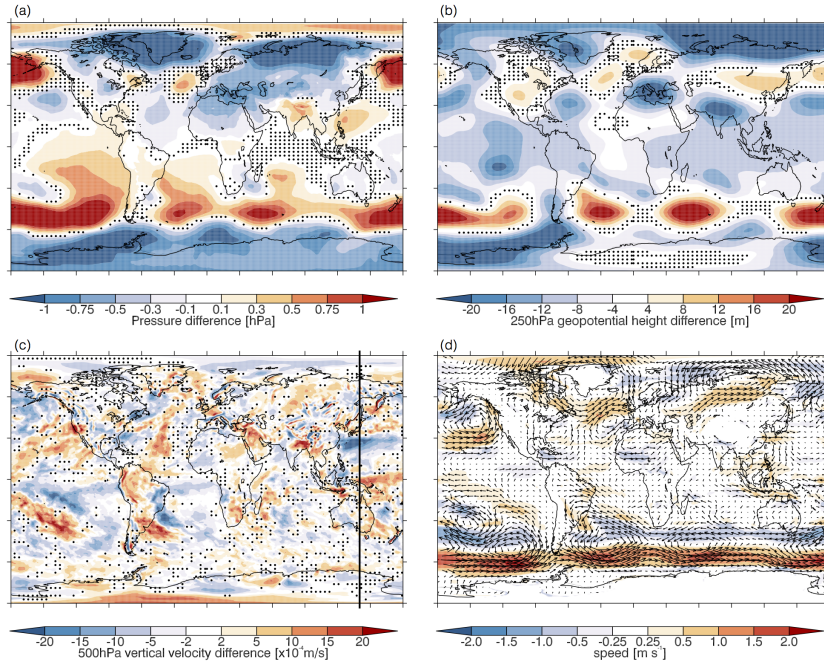 (a)
(b)
-1 -0.75 -0.5 -0.3 -0.1 0.1 0.3 0.5 0.75 1
Pressure difference [hPa]
-20 -16 -12 -8 -4 4 8 12 16 20
250hPa geopotential height difference [m]
(c)
(d)
-20 -15 -10 -5 -2 2 5 10 15 20
500hPa vertical velocity difference [x10⁻⁴m/s]
-2.0 -1.5 -1.0 -0.5 -0.25 0.25 0.5 1.0 1.5 2.0
speed [m s⁻¹]